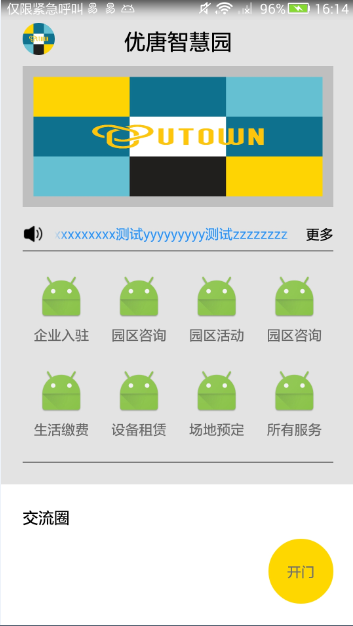 仅限紧急呼叫 96% 16:14
优唐智慧园
UTOWN
xxxxxxxx测试yyyyyyyyy测试zzzzzzzz 更多
企业入驻 园区咨询 园区活动 园区咨询
生活缴费 设备租赁 场地预定 所有服务
交流圈
开门